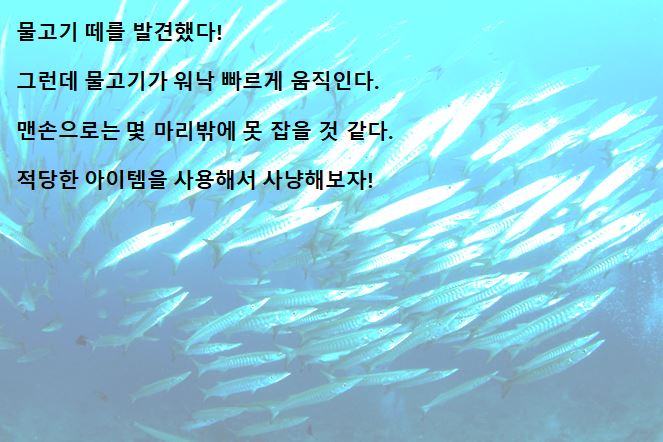 물고기 떼를 발견했다!
그런데 물고기가 워낙 빠르게 움직인다.
맨손으로는 몇 마리밖에 못 잡을 것 같다.
적당한 아이템을 사용해서 사냥해보자!